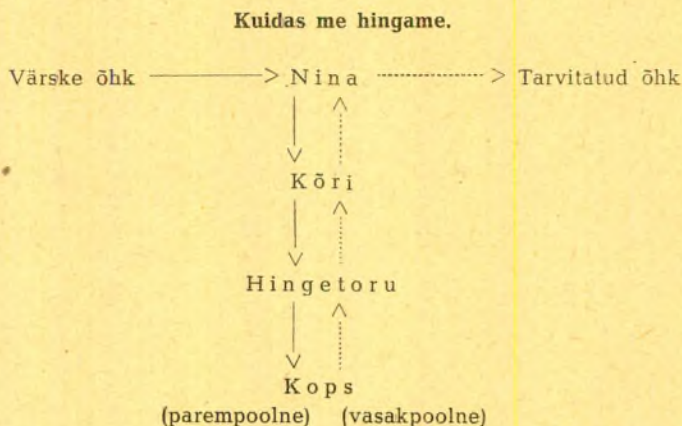 Kuidas me hingame.
Värske õhk Nina Tarvitatud õhk
Kõri
Hingetoru
Kops
(parempoolne) (vasakpoolne)